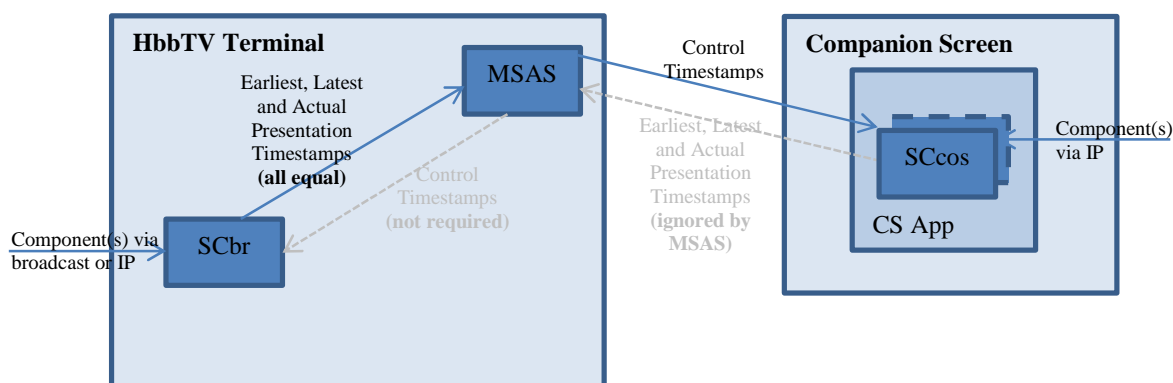 HbbTV Terminal
MSAS
Earliest, Latest
and Actual
Presentation
Timestamps
(all equal)
Control
Timestamps
(not required)
SCbr
Component(s) via
broadcast or IP
Control
Timestamps
Earliest, Latest
and Actual
Presentation
Timestamps
(ignored by
MSAS)
Companion Screen
SCcos
CS App
Component(s)
via IP